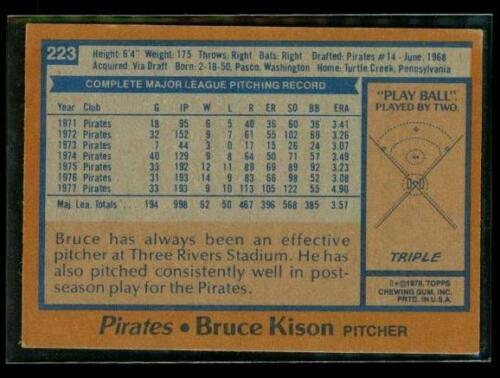 223
Height: 6'4" Weight: 175 Throws: Right Bats: Right Drafted: Pirates #14 - June, 1968
Acquired: Via Draft Born: 2-18-50, Pasco, Washington Home: Turtle Creek, Pennsylvania
COMPLETE MAJOR LEAGUE PITCHING RECORD
Year Club G IP W L R ER SO BB ERA
1971 Pirates 18 95 6 5 40 36 60 36 3.41
1972 Pirates 32 152 9 7 61 55 102 69 3.26
1973 Pirates 7 44 3 0 17 15 26 24 3.07
1974 Pirates 40 129 9 8 64 50 71 57 3.49
1975 Pirates 33 192 12 11 75 69 89 92 3.23
1976 Pirates 31 193 14 9 73 66 98 52 3.08
1977 Pirates 33 193 9 10 113 105 122 55 4.90
Maj. Lea. Totals 194 998 62 50 467 396 568 385 3.57
"PLAY BALL".
PLAYED BY TWO.
TRIPLE
Bruce has always been an effective
pitcher at Three Rivers Stadium. He has
also pitched consistently well in post-
season play for the Pirates.
©1978, TOPPS
CHEWING GUM, INC.
PRTD. IN U.S.A.
Pirates • Bruce Kison PITCHER